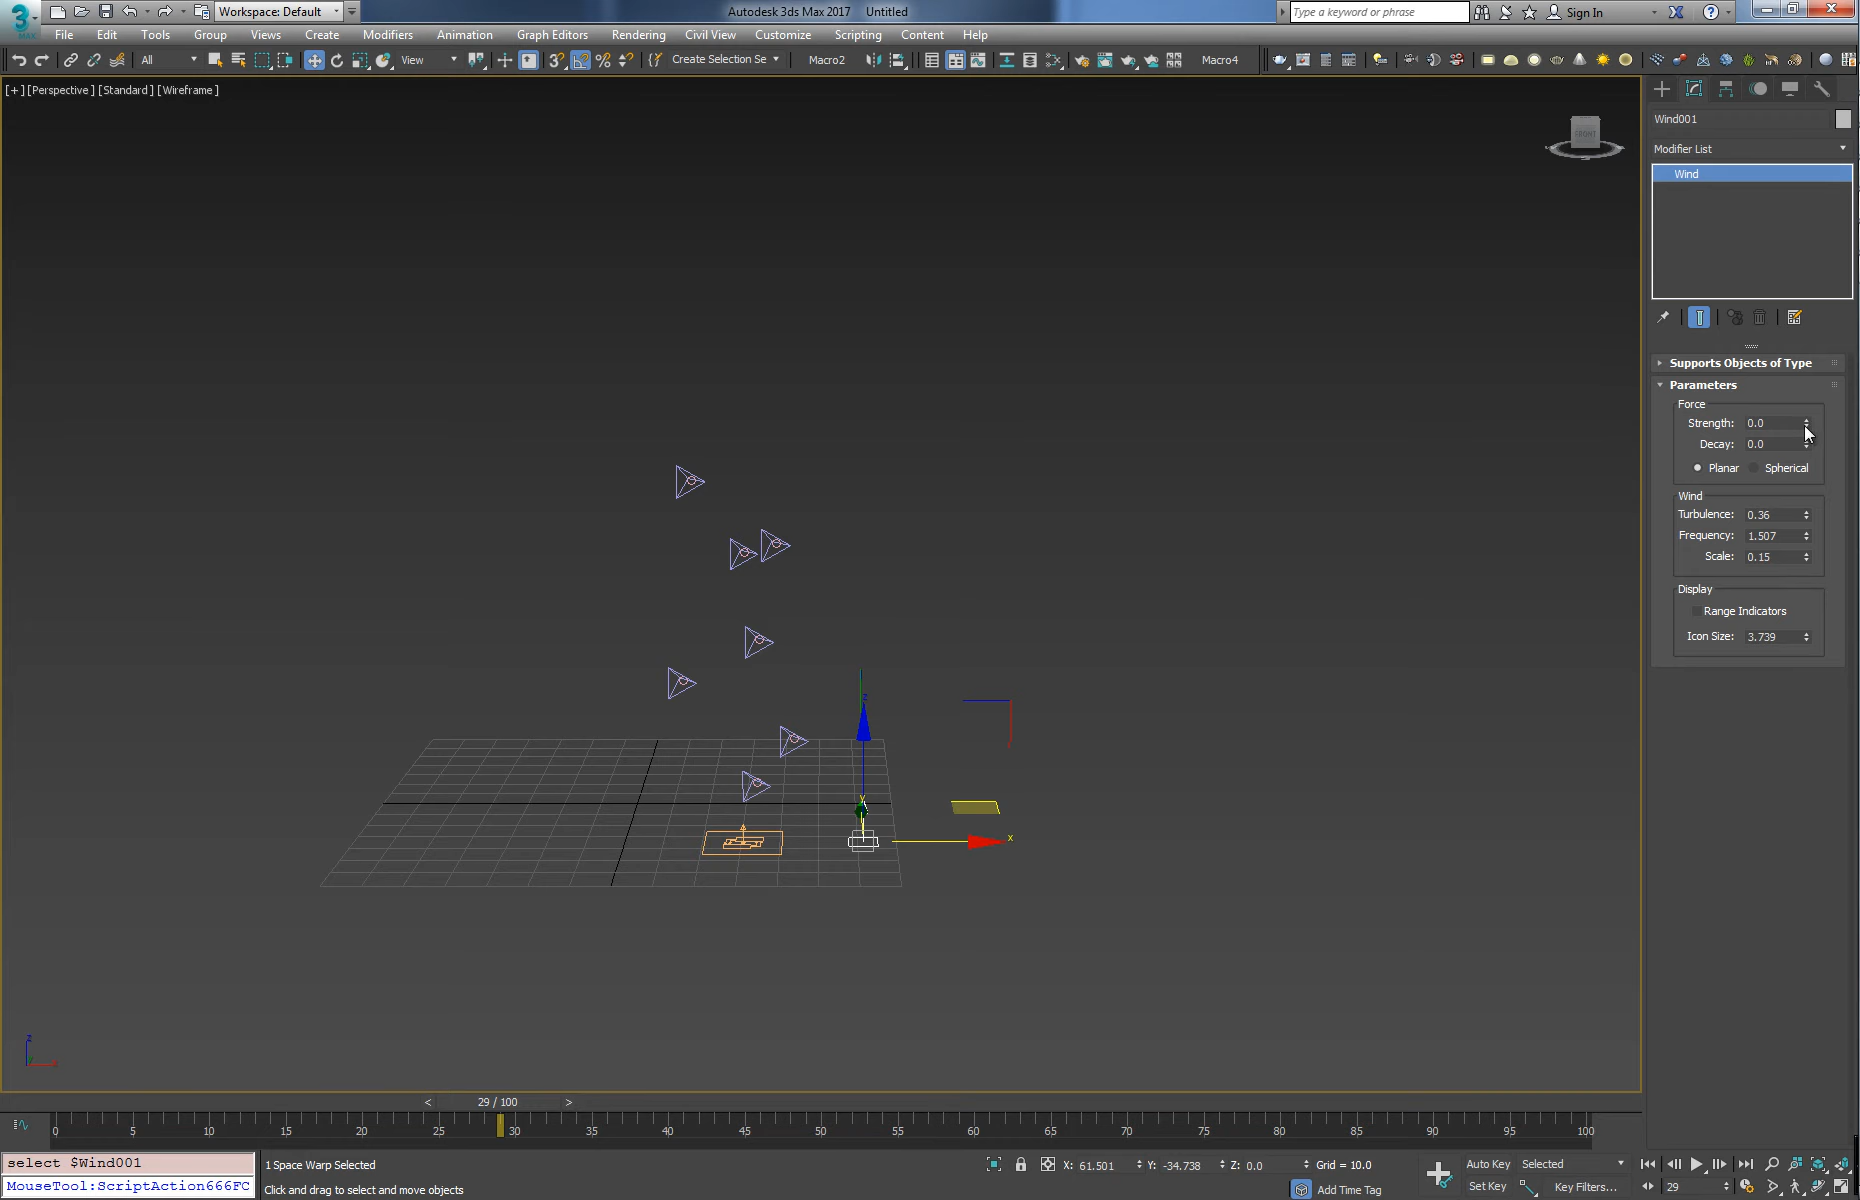 Workspace: Default
Autodesk 3ds Max 2017 Untitled
Type a keyword or phrase
Sign In
3
MAX
File Edit Tools Group Views Create Modifiers Animation Graph Editors Rendering Civil View Customize Scripting Content Help
All
View
Create Selection Se
Macro2
Macro4
[+] [Perspective] [Standard] [Wireframe]
FRONT
Wind001
Modifier List
Wind
Supports Objects of Type
Parameters
Force
Strength: 0.0
Decay: 0.0
Planar Spherical
Wind
Turbulence: 0.36
Frequency: 1.507
Scale: 0.15
Display
Range Indicators
Icon Size: 3.739
z
y
x
z
< 29 / 100 >
0 5 10 15 20 25 30 35 40 45 50 55 60 65 70 75 80 85 90 95 100
select $Wind001
MouseTool:ScriptAction666FC
1 Space Warp Selected
Click and drag to select and move objects
X: 61.501 Y: -34.738 Z: 0.0 Grid = 10.0
Add Time Tag
Auto Key Selected
Set Key Key Filters...
29